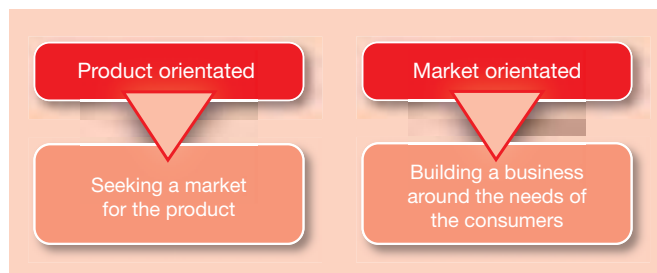 Product orientated
Seeking a market
for the product
Market orientated
Building a business
around the needs of
the consumers